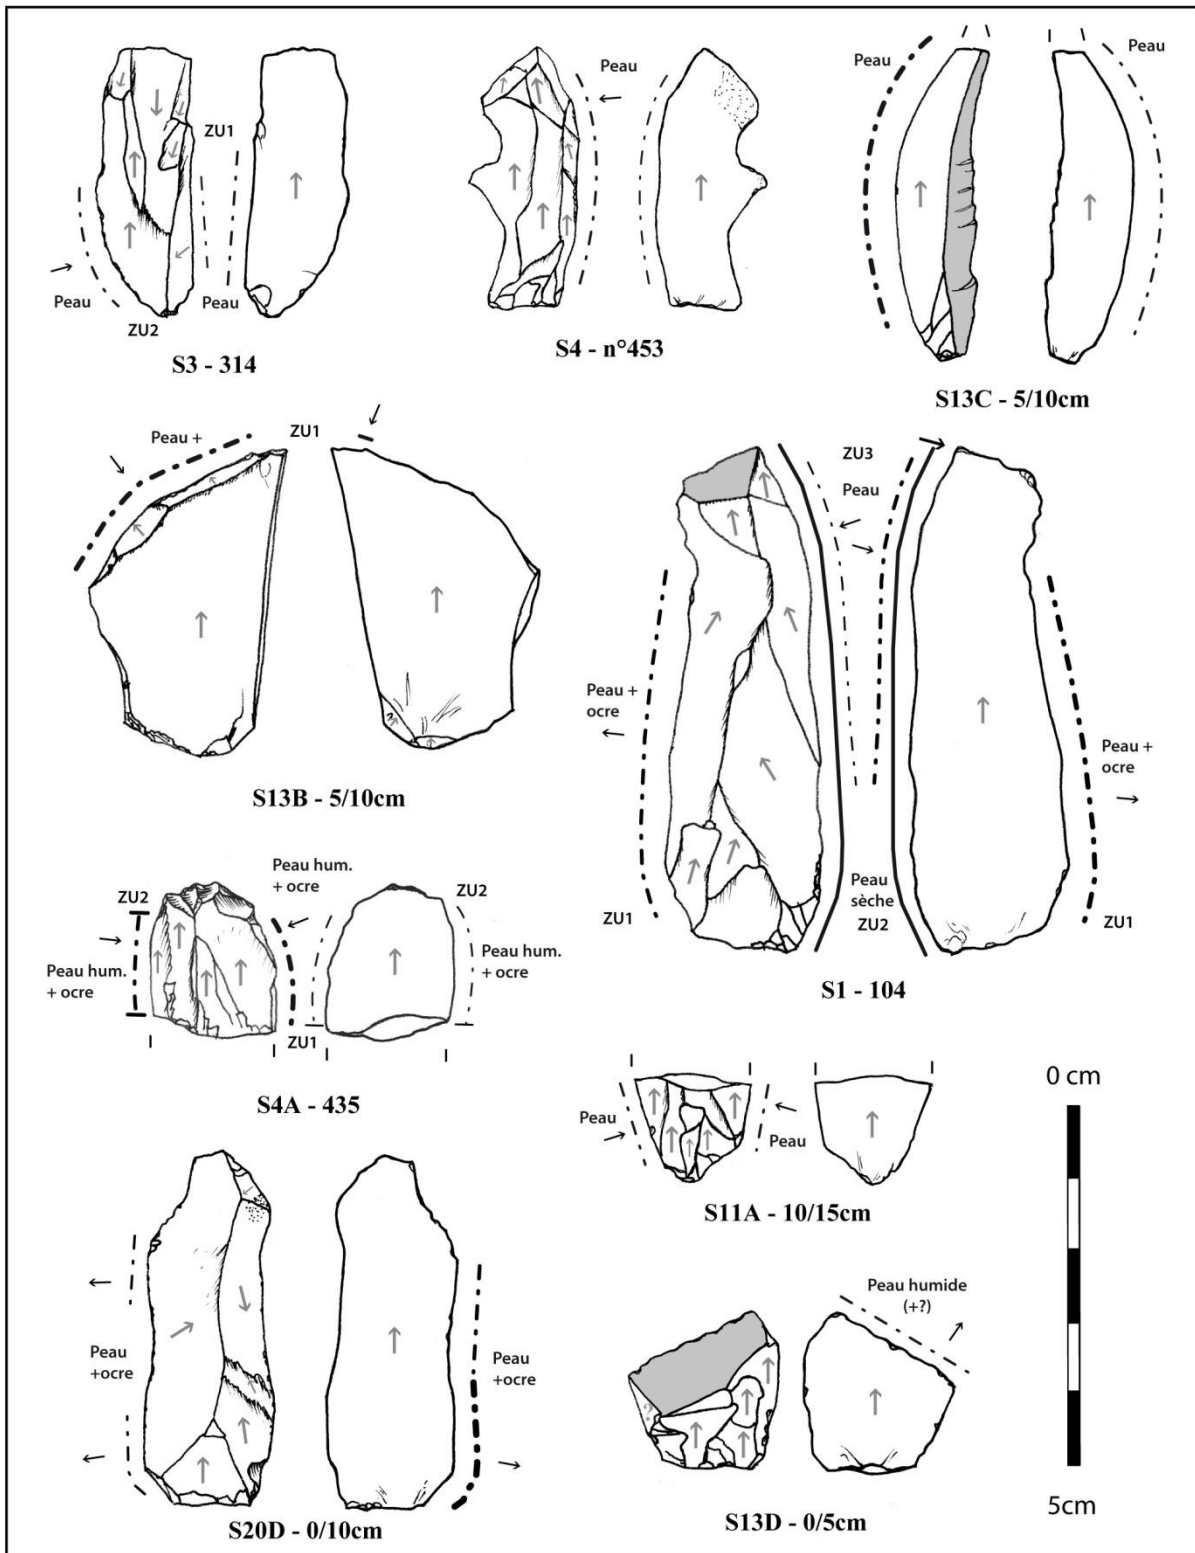 ZU1
Peau
Peau
ZU2
S3 - 314
Peau
S4 - n°453
Peau
Peau
S13C - 5/10cm
Peau +
ZU1
S13B - 5/10cm
ZU3
Peau
Peau +
ocre
Peau +
ocre
ZU1
Peau
sèche
ZU2
ZU1
S1 - 104
ZU2
Peau hum.
+ ocre
Peau hum.
+ ocre
ZU1
ZU2
Peau hum.
+ ocre
S4A - 435
Peau
Peau
S11A - 10/15cm
0 cm
5cm
Peau
+ocre
Peau
+ocre
S20D - 0/10cm
Peau humide
(+?)
?
S13D - 0/5cm